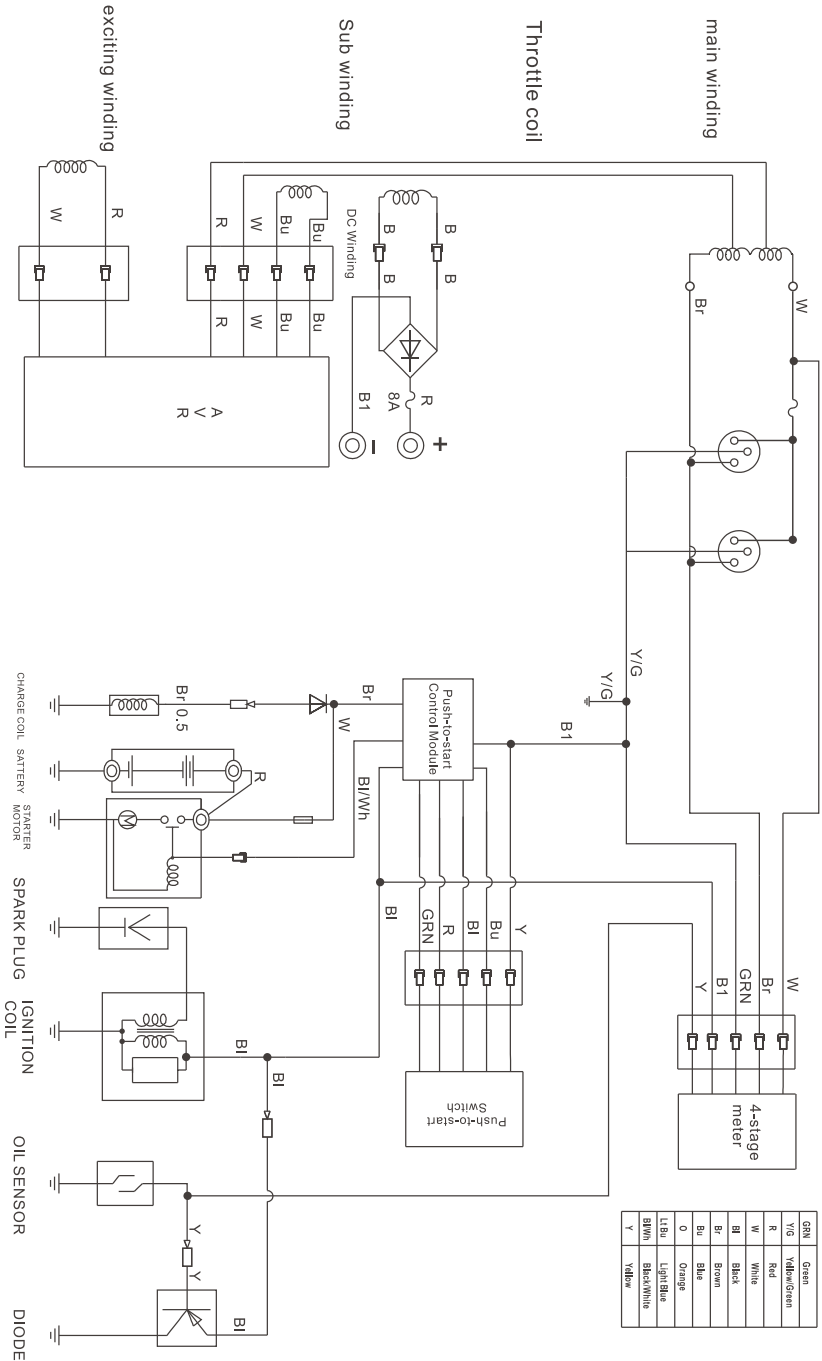 exciting winding
Sub winding
Throttle coil
main winding
W
R
R
W
Bu
Bu
R
W
Bu
Bu
DC Winding
B
B
B
B
B1
8A
R
-
+
A
V
R
Br
W
Y/G
Y/G
B1
CHARGE COIL
Br 0.5
Br
W
Push-to-start
Control Module
SATTERY
R
STARTER
MOTOR
M
Bl/Wh
SPARK PLUG
IGNITION
COIL
Bl
Bl
Bl
GRN
R
Bl
Bu
Y
Push-to-start
Switch
Y
B1
GRN
Br
W
4-stage
meter
OIL SENSOR
Y
Y
DIODE
Bl
GRN Green
Y/G Yellow/Green
R Red
W White
Bl Black
Br Brown
Bu Blue
O Orange
Lt Bu Light Blue
Bl/Wh Black/White
Y Yellow